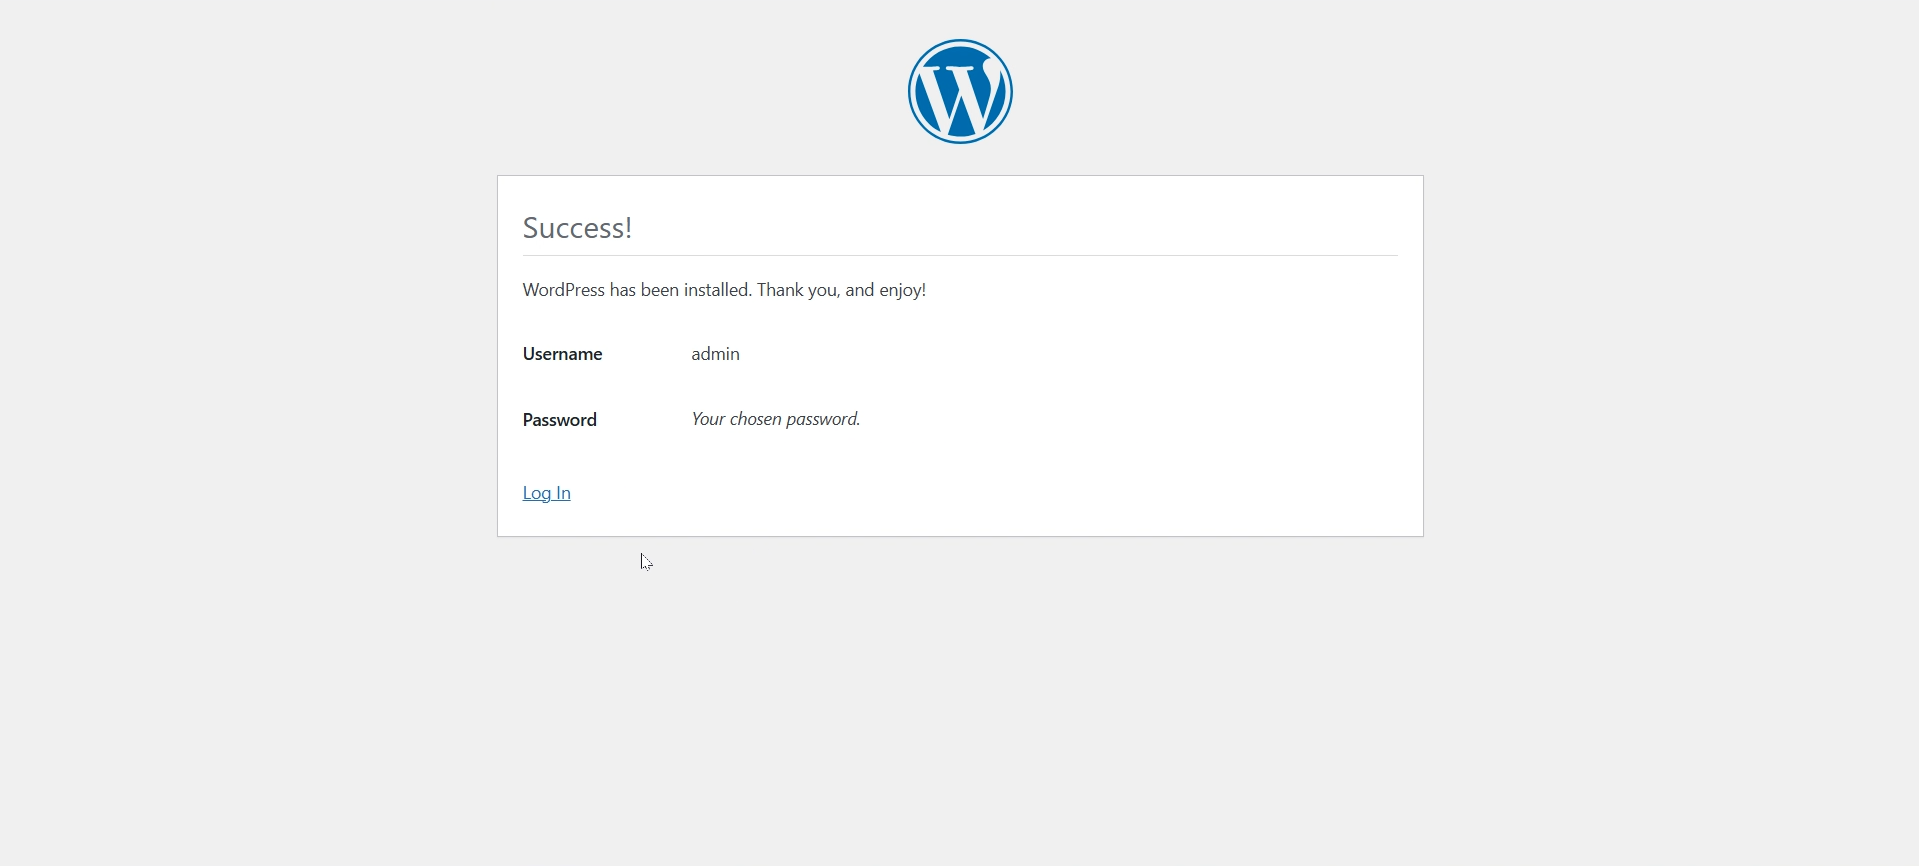 Success!
WordPress has been installed. Thank you, and enjoy!
Username admin
Password Your chosen password.
Log In